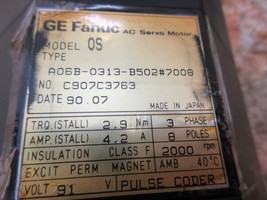 GE Fanuc AC Servo Motor
MODEL 0S
TYPE
A06B-0313-B502#7008
NO. C907C3763
DATE 90.07 MADE IN JAPAN
TRQ.(STALL) 2,9 Nm 3 PHASE
AMP.(STALL) 4,2 A 8 POLES
INSULATION CLASS F 2000 rpm
EXCIT PERM MAGNET AMB 40°C
VOLT 91 V PULSE CODER